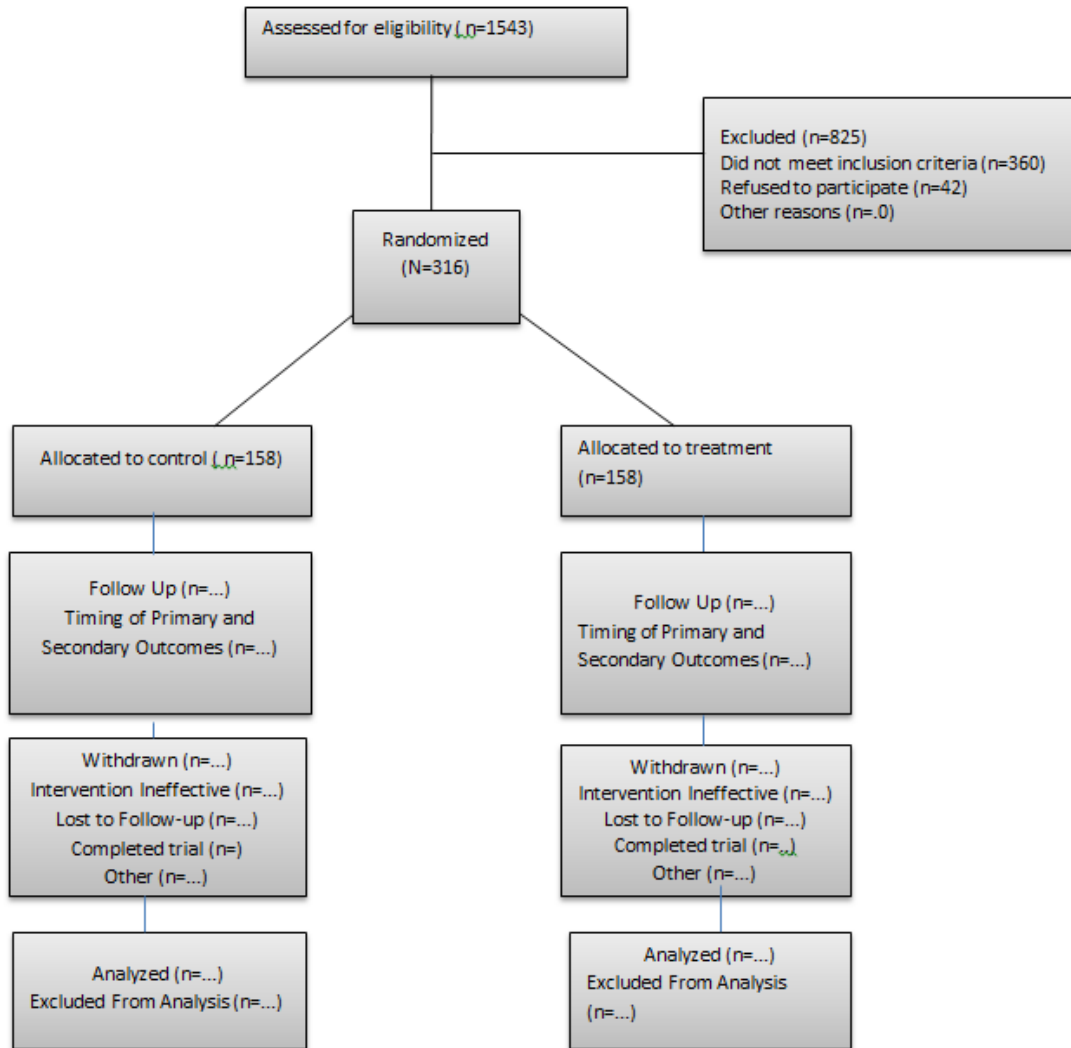 Assessed for eligibility ( n=1543)
Excluded (n=825)
Did not meet inclusion criteria (n=360)
Refused to participate (n=42)
Other reasons (n=.0)
Randomized
(N=316)
Allocated to control ( n=158)
Allocated to treatment
(n=158)
Follow Up (n=...)
Timing of Primary and
Secondary Outcomes (n=...)
Follow Up (n=...)
Timing of Primary and
Secondary Outcomes (n=...)
Withdrawn (n=...)
Intervention Ineffective (n=...)
Lost to Follow-up (n=...)
Completed trial (n=)
Other (n=...)
Withdrawn (n=...)
Intervention Ineffective (n=...)
Lost to Follow-up (n=...)
Completed trial (n=..)
Other (n=...)
Analyzed (n=...)
Excluded From Analysis (n=...)
Analyzed (n=...)
Excluded From Analysis
(n=...)